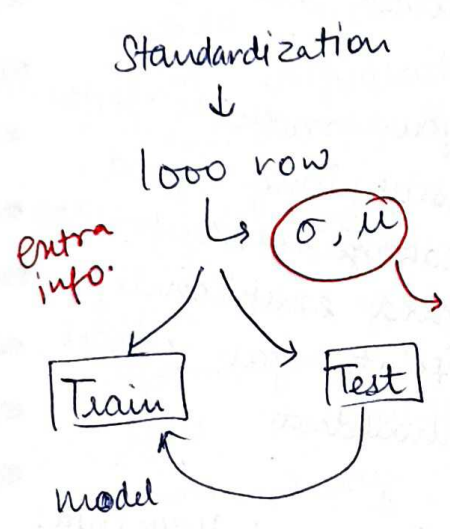 Standardization
1000 row
σ, μ
extra
info.
Train
Test
model